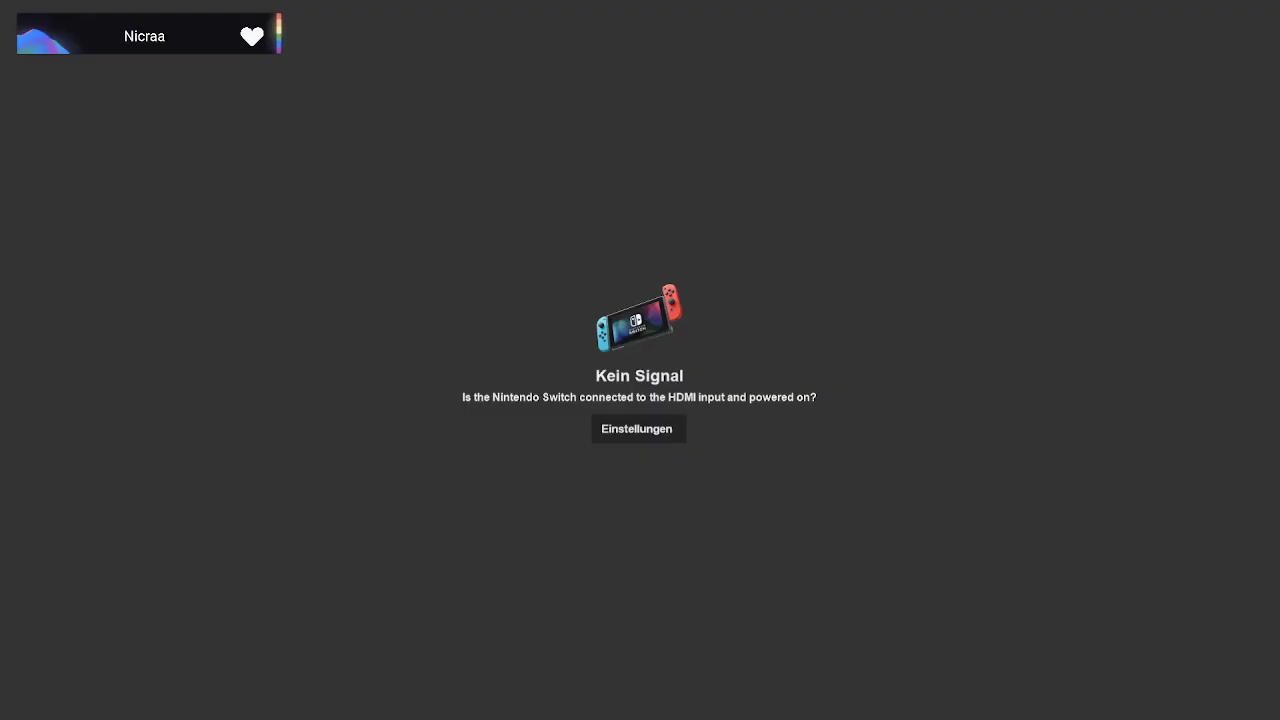 Nicraa
Kein Signal
Is the Nintendo Switch connected to the HDMI input and powered on?
Einstellungen